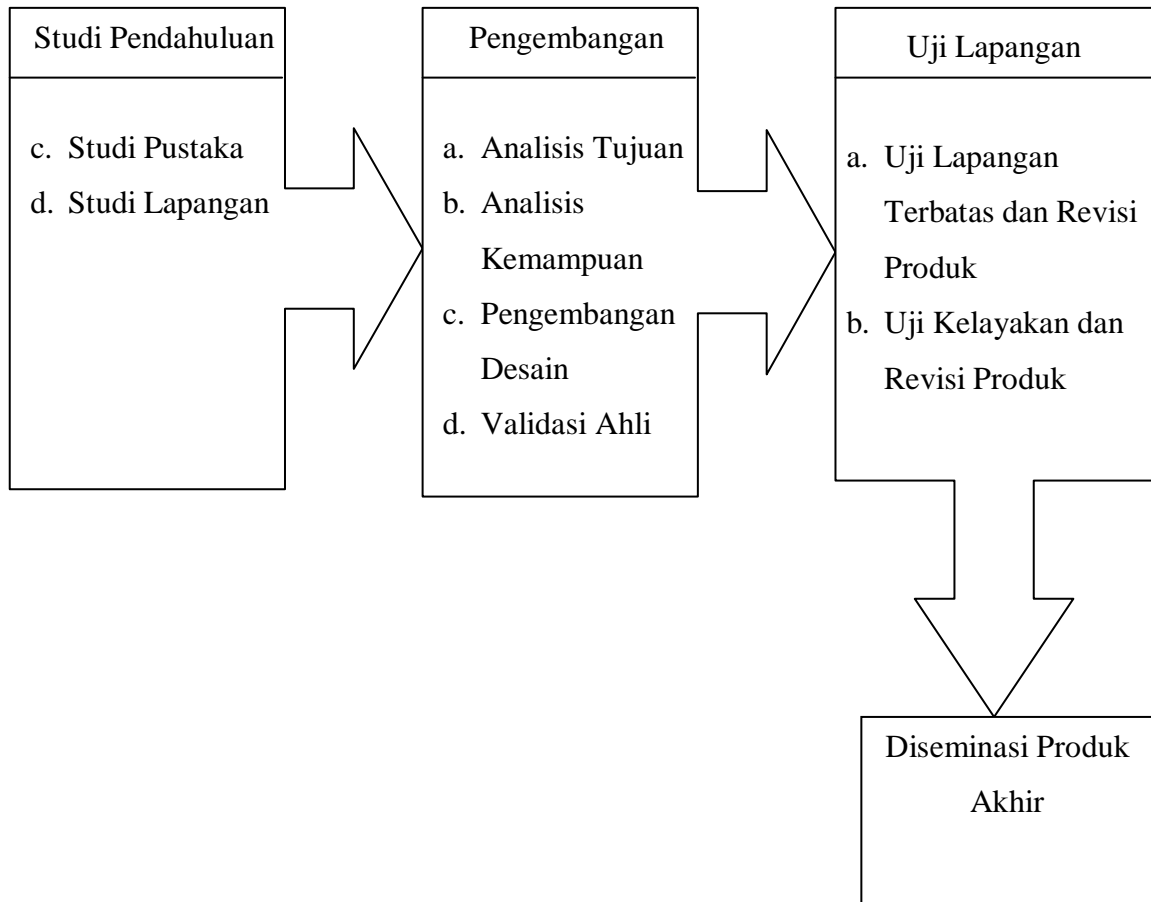 Studi Pendahuluan
c. Studi Pustaka
d. Studi Lapangan
Pengembangan
a. Analisis Tujuan
b. Analisis
Kemampuan
c. Pengembangan
Desain
d. Validasi Ahli
Uji Lapangan
a. Uji Lapangan
Terbatas dan Revisi
Produk
b. Uji Kelayakan dan
Revisi Produk
Diseminasi Produk
Akhir